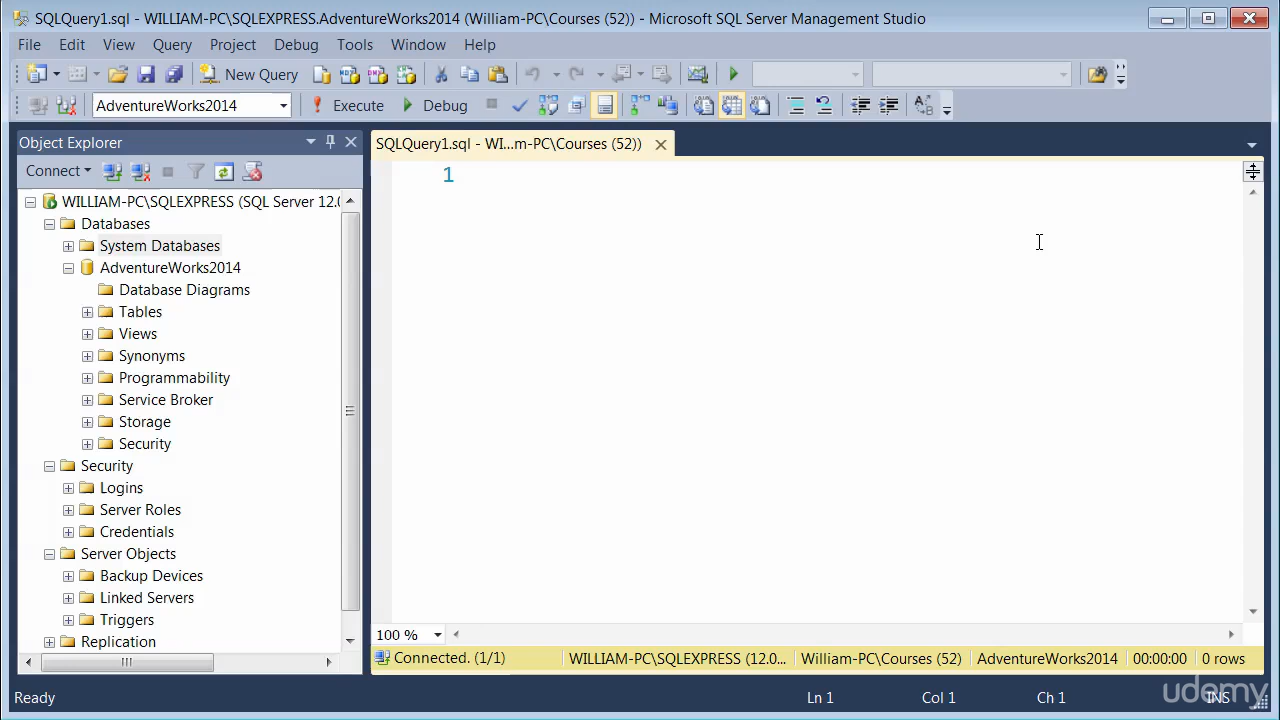 SQLQuery1.sql - WILLIAM-PC\SQLEXPRESS.AdventureWorks2014 (William-PC\Courses (52)) - Microsoft SQL Server Management Studio
File Edit View Query Project Debug Tools Window Help
New Query
AdventureWorks2014 Execute Debug
Object Explorer
SQLQuery1.sql - WI...m-PC\Courses (52))
Connect
1
WILLIAM-PC\SQLEXPRESS (SQL Server 12.0
Databases
System Databases
AdventureWorks2014
Database Diagrams
Tables
Views
Synonyms
Programmability
Service Broker
Storage
Security
Security
Logins
Server Roles
Credentials
Server Objects
Backup Devices
Linked Servers
Triggers
Replication
100 %
Connected. (1/1) WILLIAM-PC\SQLEXPRESS (12.0... William-PC\Courses (52) AdventureWorks2014 00:00:00 0 rows
Ready Ln 1 Col 1 Ch 1 INS
udemy